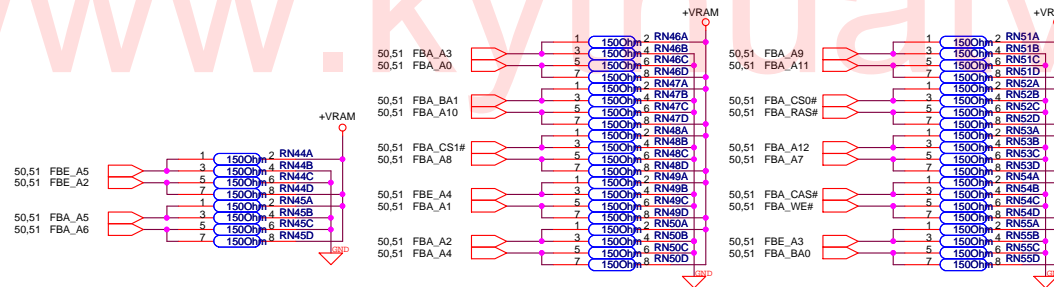 www.kythuatv
+VRAM
50,51 FBE_A5
50,51 FBE_A2
50,51 FBA_A5
50,51 FBA_A6
1 150Ohm 2 RN44A
3 150Ohm 4 RN44B
5 150Ohm 6 RN44C
7 150Ohm 8 RN44D
1 150Ohm 2 RN45A
3 150Ohm 4 RN45B
5 150Ohm 6 RN45C
7 150Ohm 8 RN45D
GND
+VRAM
50,51 FBA_A3
50,51 FBA_A0
50,51 FBA_BA1
50,51 FBA_A10
50,51 FBA_CS1#
50,51 FBA_A8
50,51 FBE_A4
50,51 FBA_A1
50,51 FBA_A2
50,51 FBA_A4
1 150Ohm 2 RN46A
3 150Ohm 4 RN46B
5 150Ohm 6 RN46C
7 150Ohm 8 RN46D
1 150Ohm 2 RN47A
3 150Ohm 4 RN47B
5 150Ohm 6 RN47C
7 150Ohm 8 RN47D
1 150Ohm 2 RN48A
3 150Ohm 4 RN48B
5 150Ohm 6 RN48C
7 150Ohm 8 RN48D
1 150Ohm 2 RN49A
3 150Ohm 4 RN49B
5 150Ohm 6 RN49C
7 150Ohm 8 RN49D
1 150Ohm 2 RN50A
3 150Ohm 4 RN50B
5 150Ohm 6 RN50C
7 150Ohm 8 RN50D
GND
+VR
50,51 FBA_A9
50,51 FBA_A11
50,51 FBA_CS0#
50,51 FBA_RAS#
50,51 FBA_A12
50,51 FBA_A7
50,51 FBA_CAS#
50,51 FBA_WE#
50,51 FBE_A3
50,51 FBA_BA0
1 150Ohm 2 RN51A
3 150Ohm 4 RN51B
5 150Ohm 6 RN51C
7 150Ohm 8 RN51D
1 150Ohm 2 RN52A
3 150Ohm 4 RN52B
5 150Ohm 6 RN52C
7 150Ohm 8 RN52D
1 150Ohm 2 RN53A
3 150Ohm 4 RN53B
5 150Ohm 6 RN53C
7 150Ohm 8 RN53D
1 150Ohm 2 RN54A
3 150Ohm 4 RN54B
5 150Ohm 6 RN54C
7 150Ohm 8 RN54D
1 150Ohm 2 RN55A
3 150Ohm 4 RN55B
5 150Ohm 6 RN55C
7 150Ohm 8 RN55D